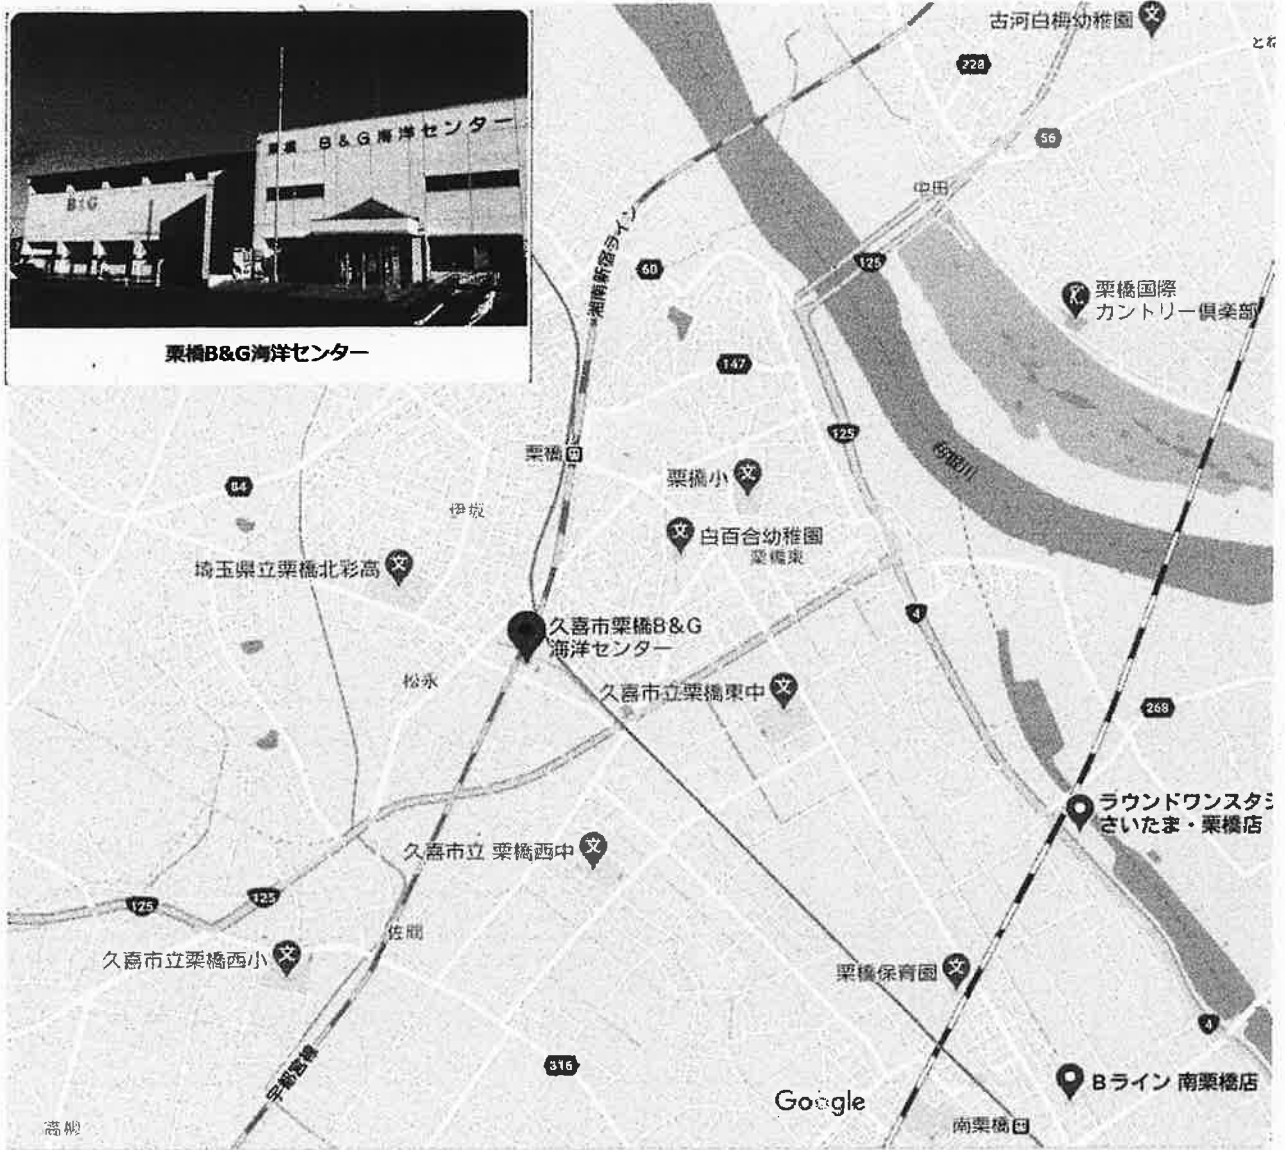 栗橋 B&G海洋センター
B&G
栗橋B&G海洋センター
古河白梅幼稚園
228
56
中田
125
湘南新宿ライン
60
栗橋国際
カントリー倶楽部
147
125
栗橋
84
伊坂
栗橋小
白百合幼稚園
栗橋東
利根川
埼玉県立栗橋北彩高
4
久喜市栗橋B&G
海洋センター
松永
久喜市立栗橋東中
268
ラウンドワンスタジ
さいたま・栗橋店
久喜市立 栗橋西中
125
125
佐間
久喜市立栗橋西小
栗橋保育園
4
宇都宮線
316
Bライン 南栗橋店
Google
南栗橋
高柳